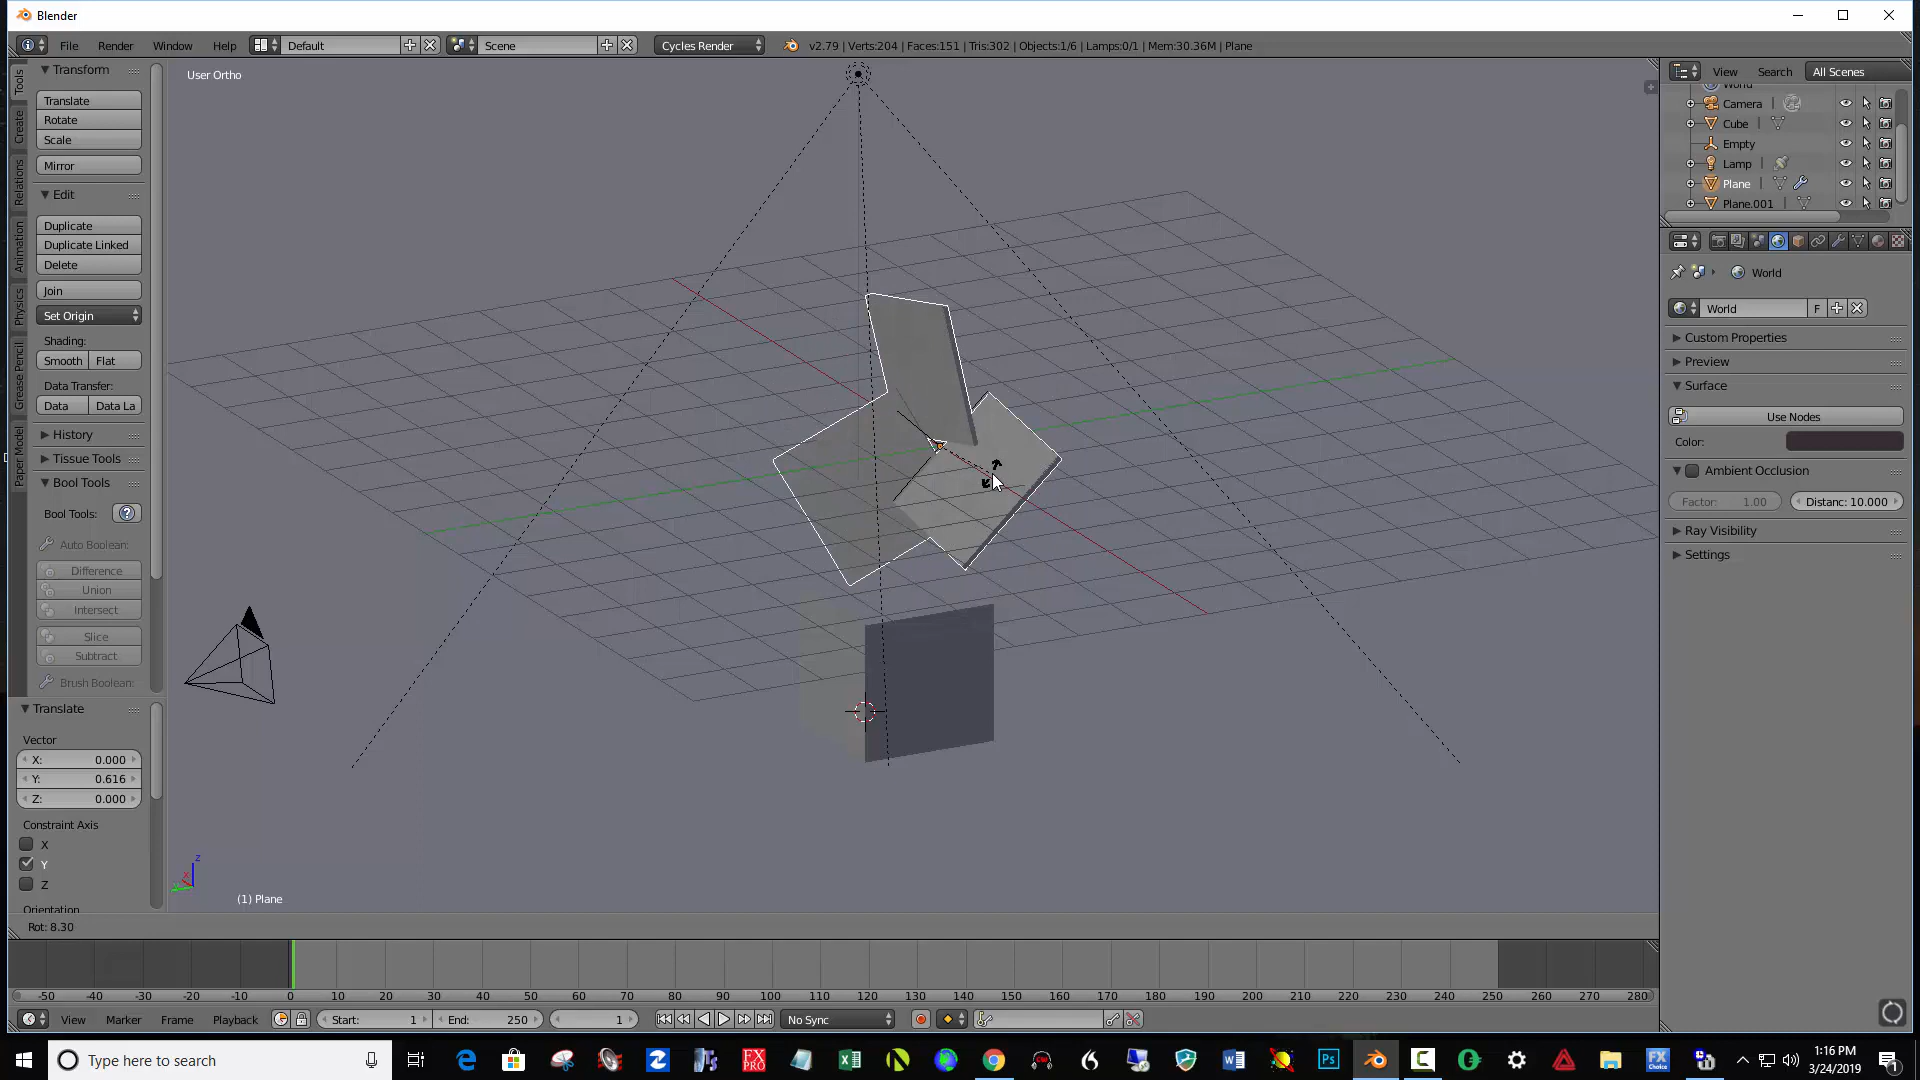 Blender
File Render Window Help Default Scene Cycles Render v2.79 | Verts:204 | Faces:151 | Tris:302 | Objects:1/6 | Lamps:0/1 | Mem:30.36M | Plane
Tools
Create
Relations
Animation
Physics
Grease Pencil
Paper Model
Transform
Translate
Rotate
Scale
Mirror
Edit
Duplicate
Duplicate Linked
Delete
Join
Set Origin
Shading:
Smooth Flat
Data Transfer:
Data Data La
History
Tissue Tools
Bool Tools
Bool Tools:
Auto Boolean:
Difference
Union
Intersect
Slice
Subtract
Brush Boolean:
Translate
Vector
X: 0.000
Y: 0.616
Z: 0.000
Constraint Axis
X
Y
Z
Orientation
User Ortho
(1) Plane
Rot: 8.30
View Search All Scenes
World
Camera
Cube
Empty
Lamp
Plane
Plane.001
World
World F
Custom Properties
Preview
Surface
Use Nodes
Color:
Ambient Occlusion
Factor: 1.00 Distanc: 10.000
Ray Visibility
Settings
-50 -40 -30 -20 -10 0 10 20 30 40 50 60 70 80 90 100 110 120 130 140 150 160 170 180 190 200 210 220 230 240 250 260 270 280
View Marker Frame Playback Start: 1 End: 250 1 No Sync
Type here to search
1:16 PM
3/24/2019